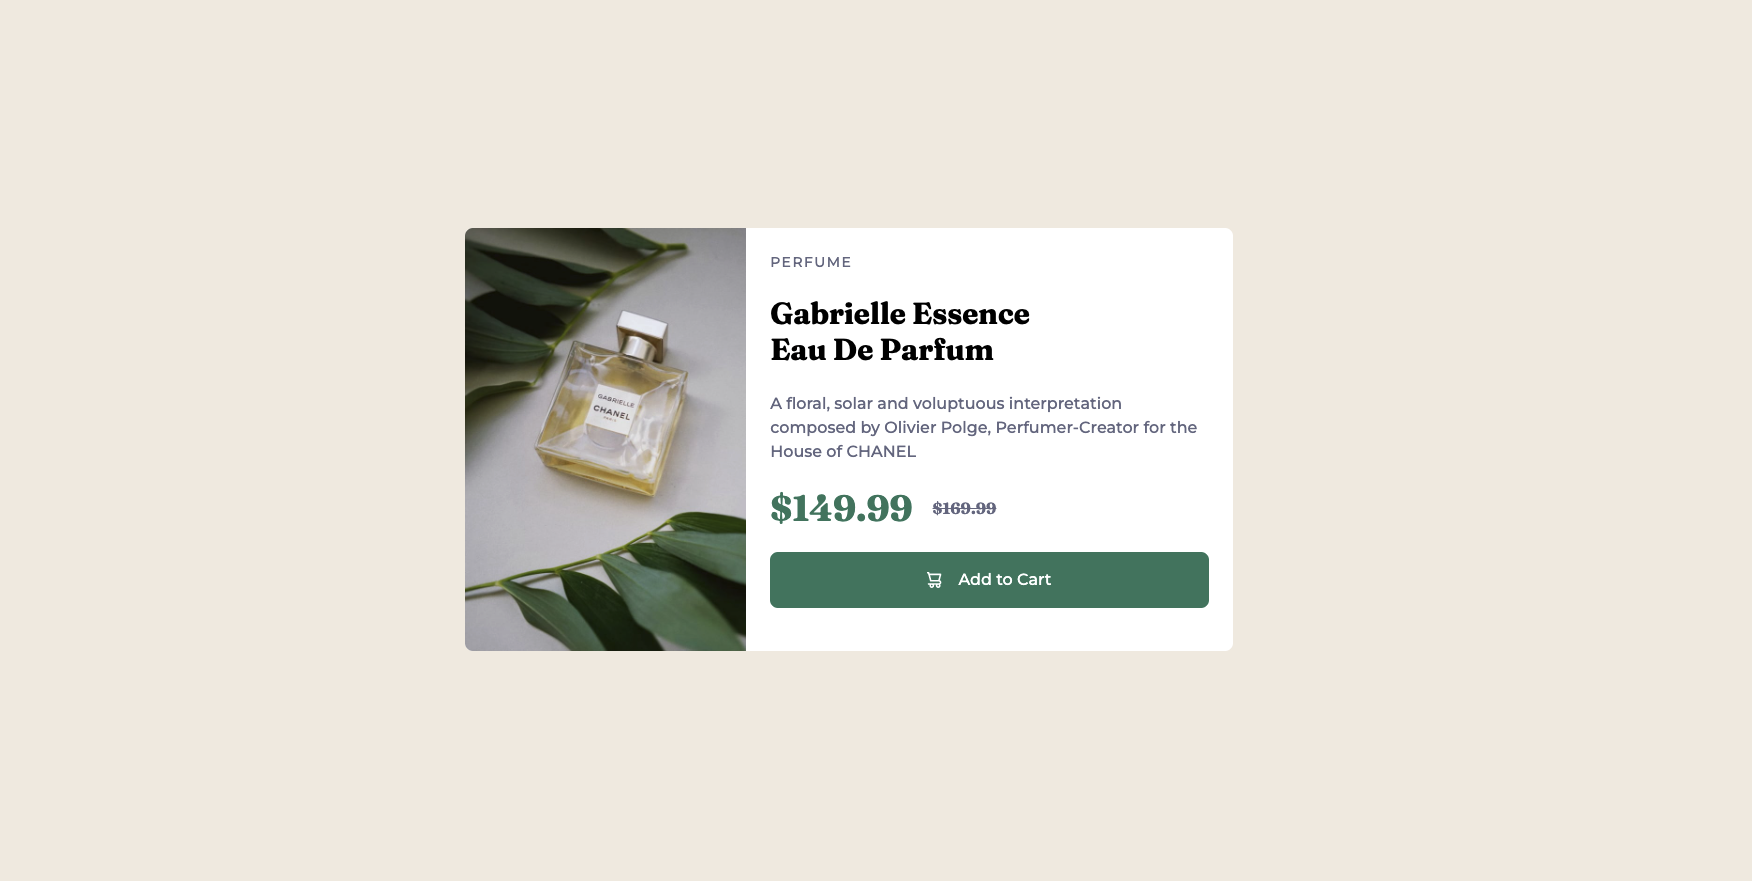 PERFUME
Gabrielle Essence
Eau De Parfum
A floral, solar and voluptuous interpretation
composed by Olivier Polge, Perfumer-Creator for the
House of CHANEL
$149.99 $169.99
Add to Cart
GABRIELLE
CHANEL
PARIS